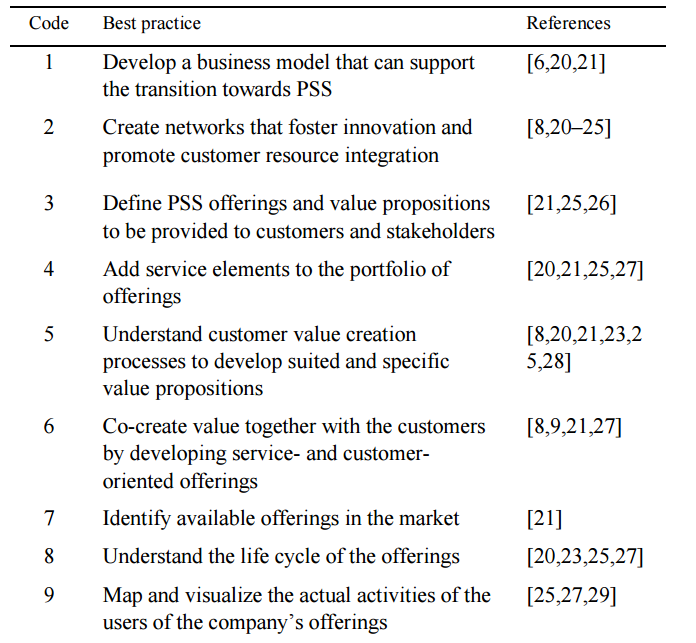 Code Best practice References
1 Develop a business model that can support [6,20,21]
the transition towards PSS
2 Create networks that foster innovation and [8,20–25]
promote customer resource integration
3 Define PSS offerings and value propositions [21,25,26]
to be provided to customers and stakeholders
4 Add service elements to the portfolio of [20,21,25,27]
offerings
5 Understand customer value creation [8,20,21,23,2
processes to develop suited and specific 5,28]
value propositions
6 Co-create value together with the customers [8,9,21,27]
by developing service- and customer-
oriented offerings
7 Identify available offerings in the market [21]
8 Understand the life cycle of the offerings [20,23,25,27]
9 Map and visualize the actual activities of the [25,27,29]
users of the company’s offerings